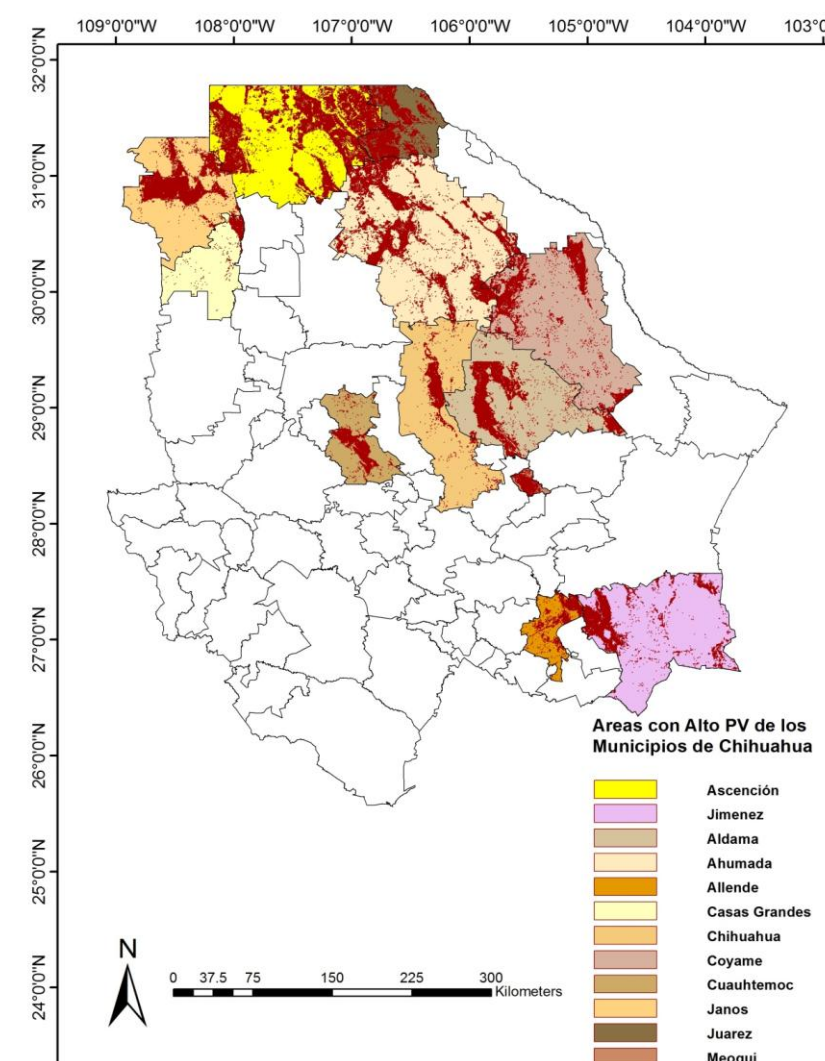 109°0'0"W 108°0'0"W 107°0'0"W 106°0'0"W 105°0'0"W 104°0'0"W 103°0
32°0'0"N
31°0'0"N
30°0'0"N
29°0'0"N
28°0'0"N
27°0'0"N
26°0'0"N
25°0'0"N
24°0'0"N
Areas con Alto PV de los
Municipios de Chihuahua
Ascención
Jimenez
Aldama
Ahumada
Allende
Casas Grandes
Chihuahua
Coyame
Cuauhtemoc
Janos
Juarez
Meoqui
N
0 37.5 75 150 225 300
Kilometers